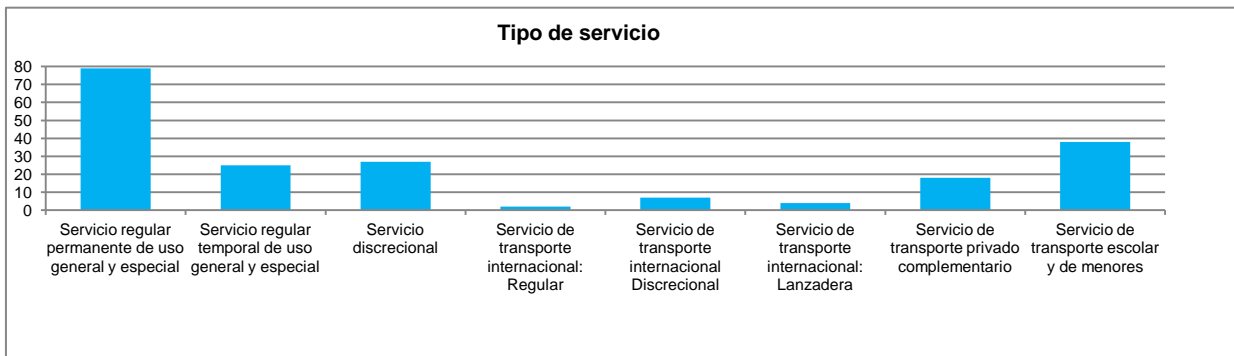 Tipo de servicio
80
70
60
50
40
30
20
10
0
Servicio regular
permanente de uso
general y especial
Servicio regular
temporal de uso
general y especial
Servicio
discrecional
Servicio de
transporte
internacional:
Regular
Servicio de
transporte
internacional
Discrecional
Servicio de
transporte
internacional:
Lanzadera
Servicio de
transporte privado
complementario
Servicio de
transporte escolar
y de menores